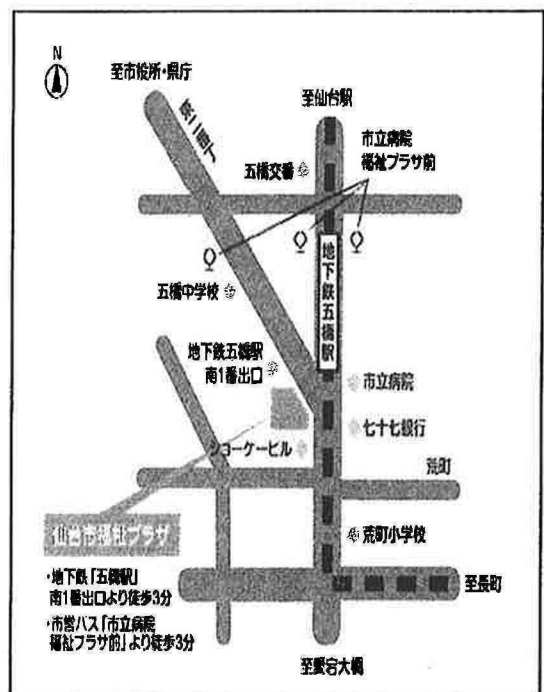 N
至市役所・県庁
東二番丁
至仙台駅
五橋交番
市立病院
福祉プラザ前
地下鉄五橋駅
五橋中学校
地下鉄五橋駅
南1番出口
市立病院
七十七銀行
ショーケービル
荒町
仙台市福祉プラザ
荒町小学校
・地下鉄「五橋駅」
南1番出口より徒歩3分
・市営バス「市立病院
福祉プラザ前」より徒歩3分
至長町
至愛宕大橋